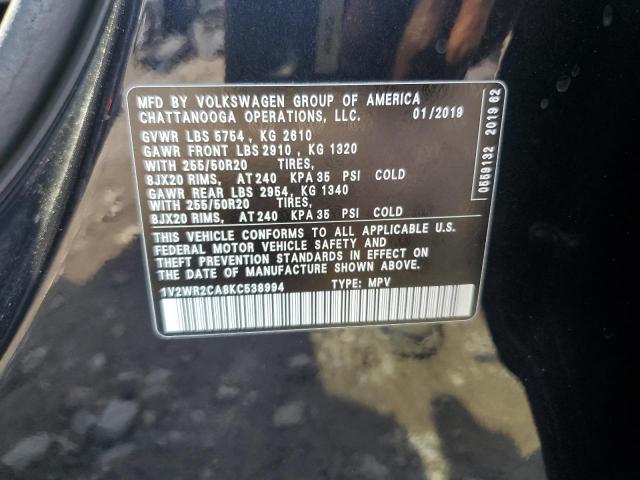 MFD BY VOLKSWAGEN GROUP OF AMERICA
CHATTANOOGA OPERATIONS, LLC. 01/2019
GVWR LBS 5754 , KG 2610
GAWR FRONT LBS 2910 , KG 1320
WITH 255/50R20 TIRES,
8JX20 RIMS, AT 240 KPA 35 PSI COLD
GAWR REAR LBS 2954, KG 1340
WITH 255/50R20 TIRES,
8JX20 RIMS, AT 240 KPA 35 PSI COLD
THIS VEHICLE CONFORMS TO ALL APPLICABLE U.S.
FEDERAL MOTOR VEHICLE SAFETY AND
THEFT PREVENTION STANDARDS IN EFFECT ON
THE DATE OF MANUFACTURE SHOWN ABOVE.
1V2WR2CA8KC538994 TYPE: MPV
0559132 2019 62